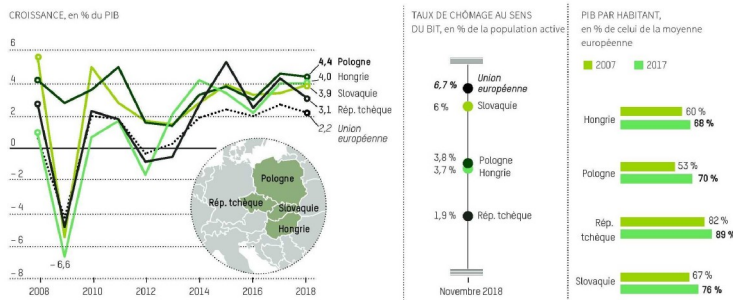 CROISSANCE, en % du PIB
6
4
2
0
– 2
– 4
– 6
– 8
– 6,6
2008
2010
2012
2014
2016
2018
4,4 Pologne
4,0 Hongrie
3,9 Slovaquie
3,1 Rép. tchèque
2,2 Union
européenne
Pologne
Rép. tchèque
Slovaquie
Hongrie
TAUX DE CHÔMAGE AU SENS
DU BIT, en % de la population active
6,7 % Union
européenne
6 % Slovaquie
3,8 % Pologne
3,7 % Hongrie
1,9 % Rép. tchèque
Novembre 2018
PIB PAR HABITANT,
en % de celui de la moyenne
européenne
2007 2017
Hongrie
60 %
68 %
Pologne
53 %
70 %
Rép.
tchèque
82 %
89 %
Slovaquie
67 %
76 %